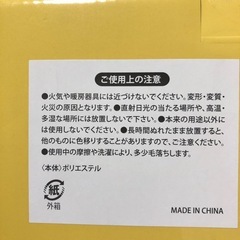 ご使用上の注意
●火気や暖房器具には近づけないでください。変形・変質・
火災の原因となります。●直射日光の当たる場所や、高温・
多湿な場所には放置しないで下さい。●本来の用途以外に
は使用しないでください。●長時間ぬれたまま放置すると、
他のものに色移りすることがありますので、ご注意ください。
●使用中の摩擦や洗濯により、多少毛落ちします。
〈本体〉ポリエステル
紙
外箱
MADE IN CHINA